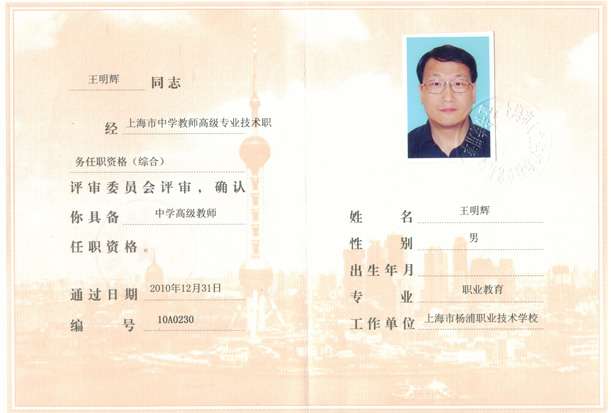 王明辉 同志
经 上海市中学教师高级专业技术职
务任职资格（综合）
评审委员会评审，确认
你具备 中学高级教师
任职资格。
通过日期 2010年12月31日
编 号 10A0230
姓 名 王明辉
性 别 男
出生年月
专 业 职业教育
工作单位 上海市杨浦职业技术学校